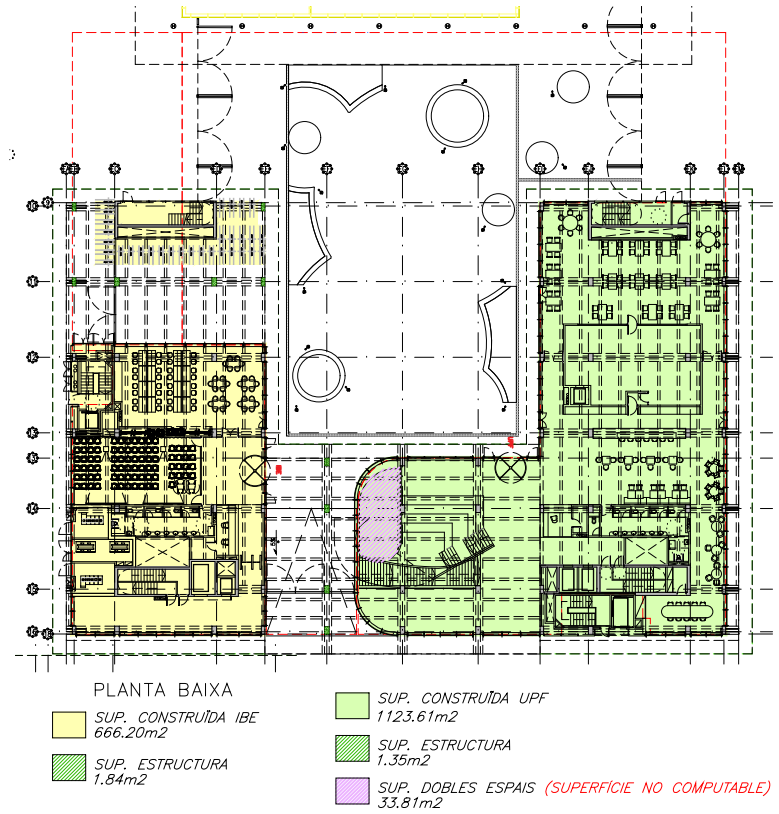 PLANTA BAIXA
SUP. CONSTRUÏDA IBE
666.20m2
SUP. ESTRUCTURA
1.84m2
SUP. CONSTRUÏDA UPF
1123.61m2
SUP. ESTRUCTURA
1.35m2
SUP. DOBLES ESPAIS (SUPERFÍCIE NO COMPUTABLE)
33.81m2